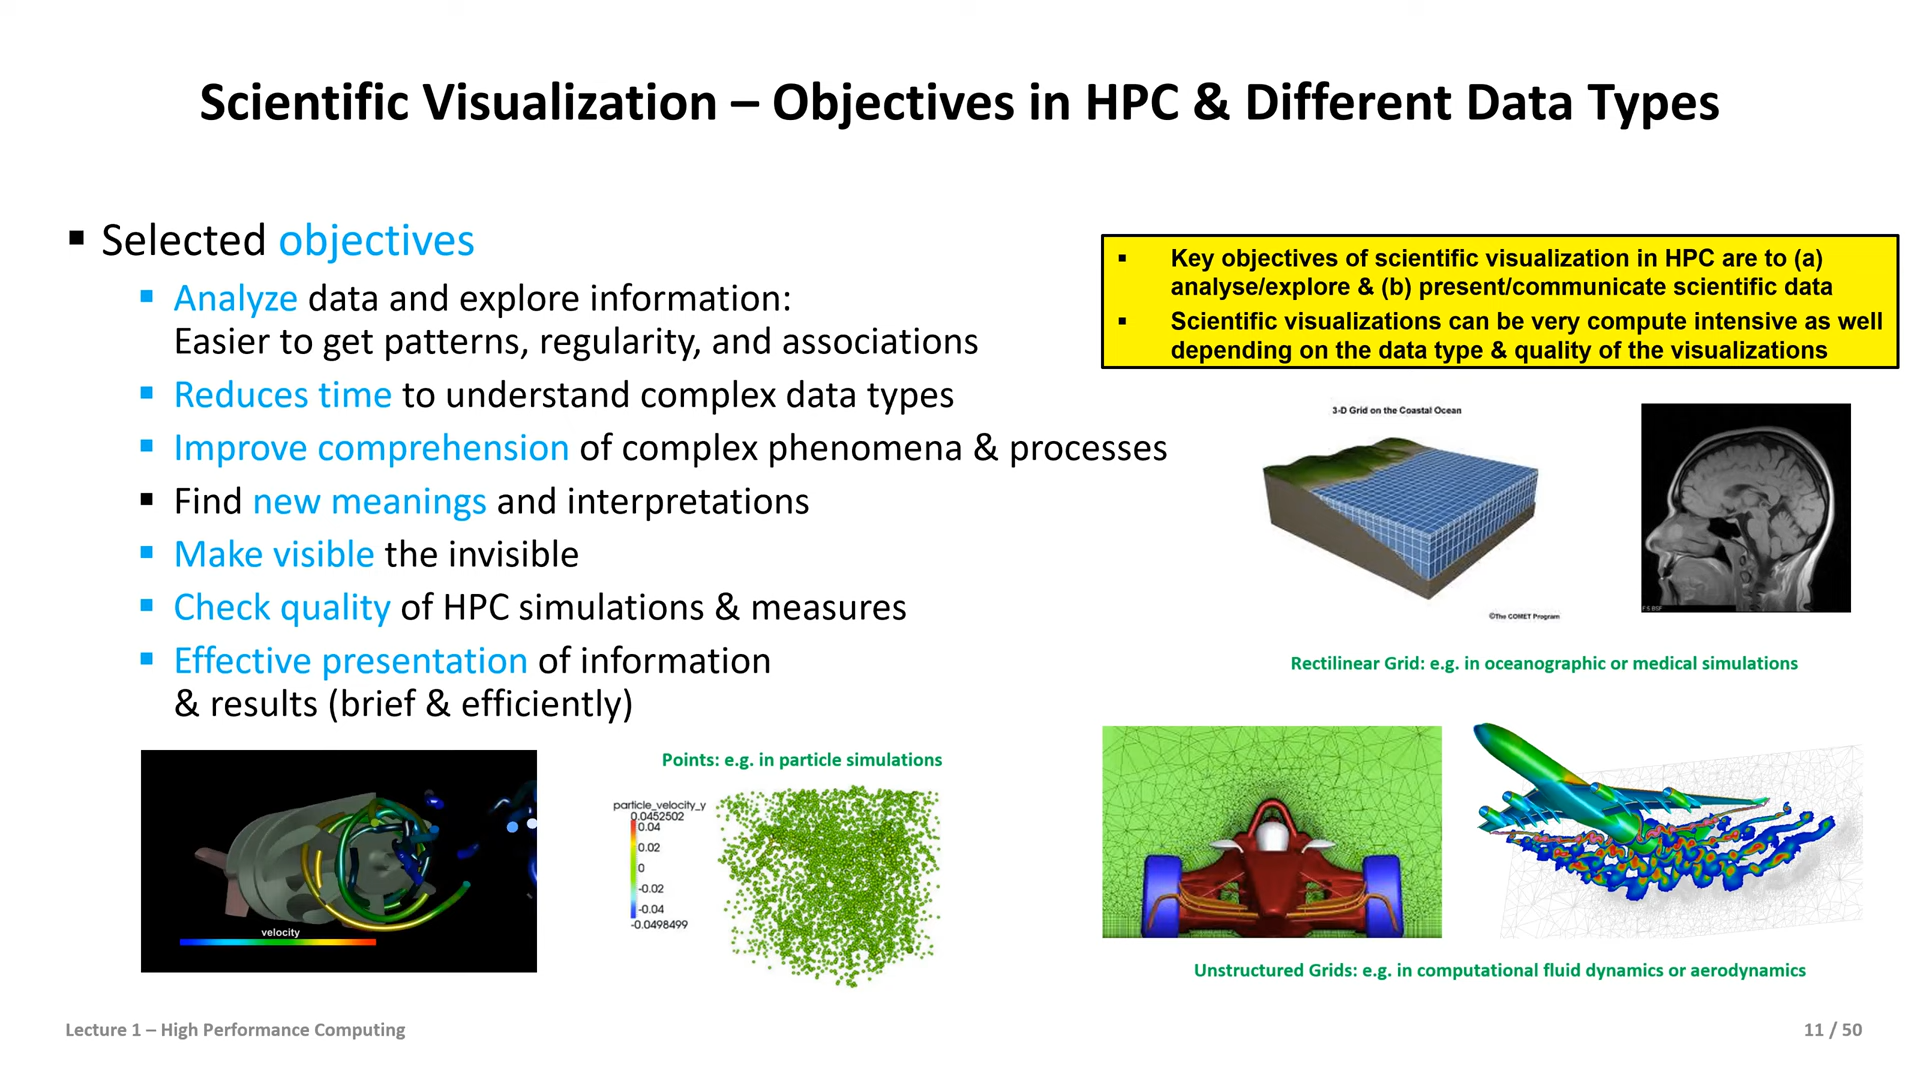 Scientific Visualization – Objectives in HPC & Different Data Types
▪ Selected objectives
▪ Analyze data and explore information:
Easier to get patterns, regularity, and associations
▪ Reduces time to understand complex data types
▪ Improve comprehension of complex phenomena & processes
▪ Find new meanings and interpretations
▪ Make visible the invisible
▪ Check quality of HPC simulations & measures
▪ Effective presentation of information
& results (brief & efficiently)
▪ Key objectives of scientific visualization in HPC are to (a)
analyse/explore & (b) present/communicate scientific data
▪ Scientific visualizations can be very compute intensive as well
depending on the data type & quality of the visualizations
3-D Grid on the Coastal Ocean
©The COMET Program
Rectilinear Grid: e.g. in oceanographic or medical simulations
velocity
Points: e.g. in particle simulations
particle_velocity_y
0.0452502
0.04
0.02
0
-0.02
-0.04
-0.0498499
Unstructured Grids: e.g. in computational fluid dynamics or aerodynamics
Lecture 1 – High Performance Computing
11 / 50